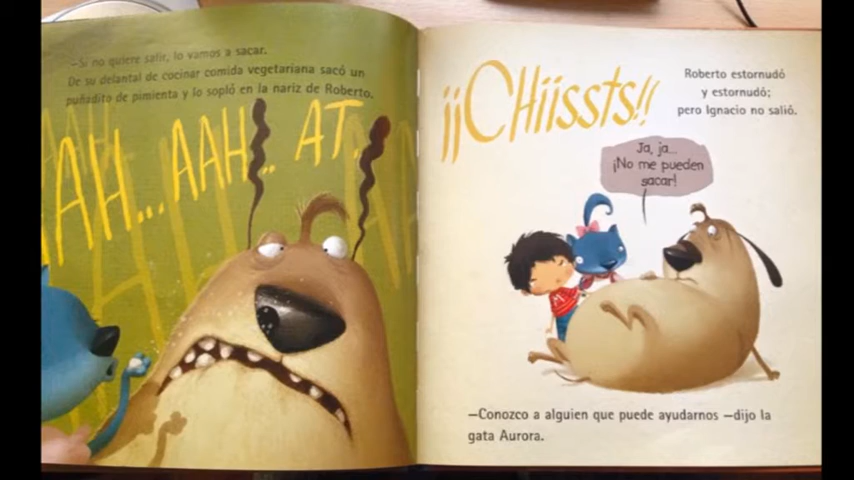 —Si no quiere salir, lo vamos a sacar.
De su delantal de cocinar comida vegetariana sacó un
puñadito de pimienta y lo sopló en la nariz de Roberto.
AH... AAH... AT...
¡¡CHiissts!!
Roberto estornudó
y estornudó;
pero Ignacio no salió.
Ja, ja...
¡No me pueden
sacar!
—Conozco a alguien que puede ayudarnos —dijo la
gata Aurora.